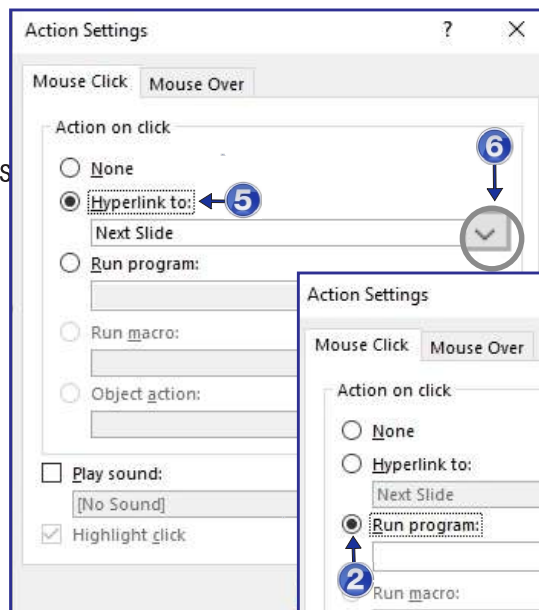 Action Settings ? ×
Mouse Click Mouse Over
Action on click
6
None
S
Hyperlink to: 5
Next Slide
Run program:
Run macro:
Object action:
Play sound:
[No Sound]
Highlight click
Action Settings
Mouse Click Mouse Over
Action on click
None
Hyperlink to:
Next Slide
Run program:
2
Run macro: